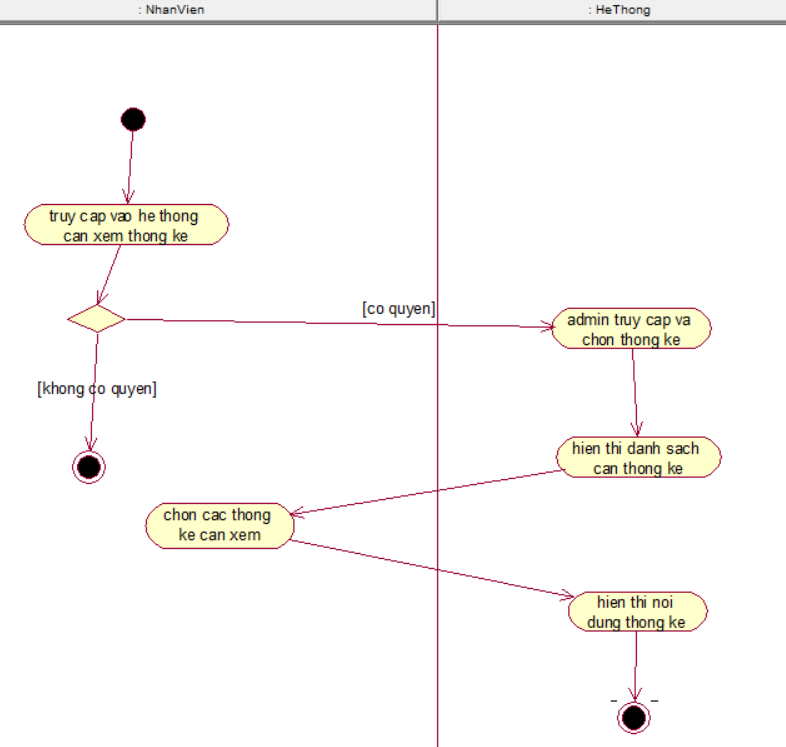 : NhanVien
: HeThong
truy cap vao he thong
can xem thong ke
[co quyen]
admin truy cap va
chon thong ke
[khong co quyen]
hien thi danh sach
can thong ke
chon cac thong
ke can xem
hien thi noi
dung thong ke